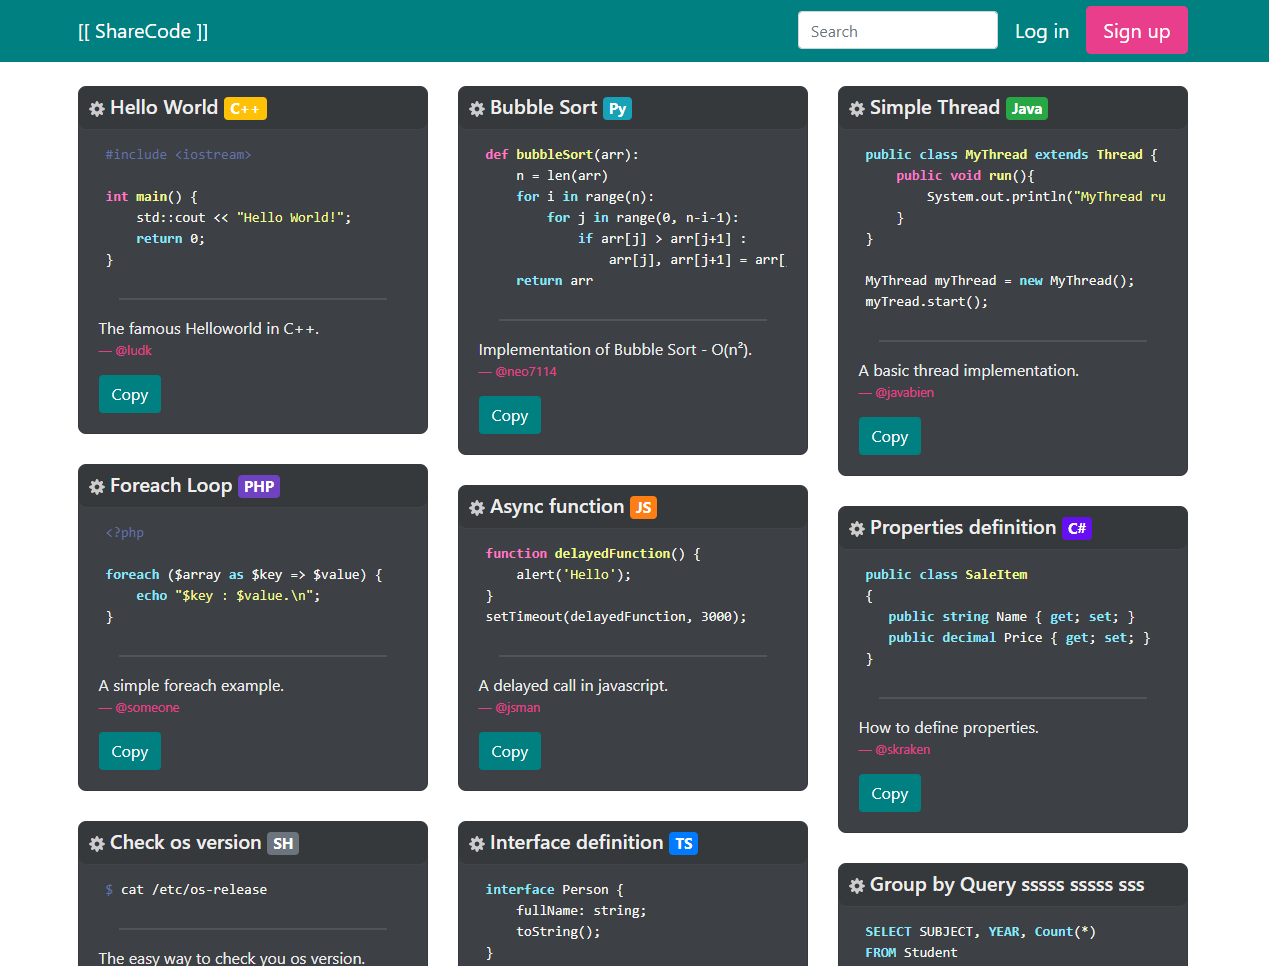 [[ ShareCode ]]
Search
Log in
Sign up
Hello World C++
#include <iostream>
int main() {
std::cout << "Hello World!";
return 0;
}
The famous Helloworld in C++.
— @ludk
Copy
Foreach Loop PHP
<?php
foreach ($array as $key => $value) {
echo "$key : $value.\n";
}
A simple foreach example.
— @someone
Copy
Check os version SH
$ cat /etc/os-release
The easy way to check you os version.
Bubble Sort Py
def bubbleSort(arr):
n = len(arr)
for i in range(n):
for j in range(0, n-i-1):
if arr[j] > arr[j+1] :
arr[j], arr[j+1] = arr[
return arr
Implementation of Bubble Sort - O(n²).
— @neo7114
Copy
Async function JS
function delayedFunction() {
alert('Hello');
}
setTimeout(delayedFunction, 3000);
A delayed call in javascript.
— @jsman
Copy
Interface definition TS
interface Person {
fullName: string;
toString();
}
Simple Thread Java
public class MyThread extends Thread {
public void run(){
System.out.println("MyThread ru
}
}
MyThread myThread = new MyThread();
myTread.start();
A basic thread implementation.
— @javabien
Copy
Properties definition C#
public class SaleItem
{
public string Name { get; set; }
public decimal Price { get; set; }
}
How to define properties.
— @skraken
Copy
Group by Query sssss sssss sss
SELECT SUBJECT, YEAR, Count(*)
FROM Student